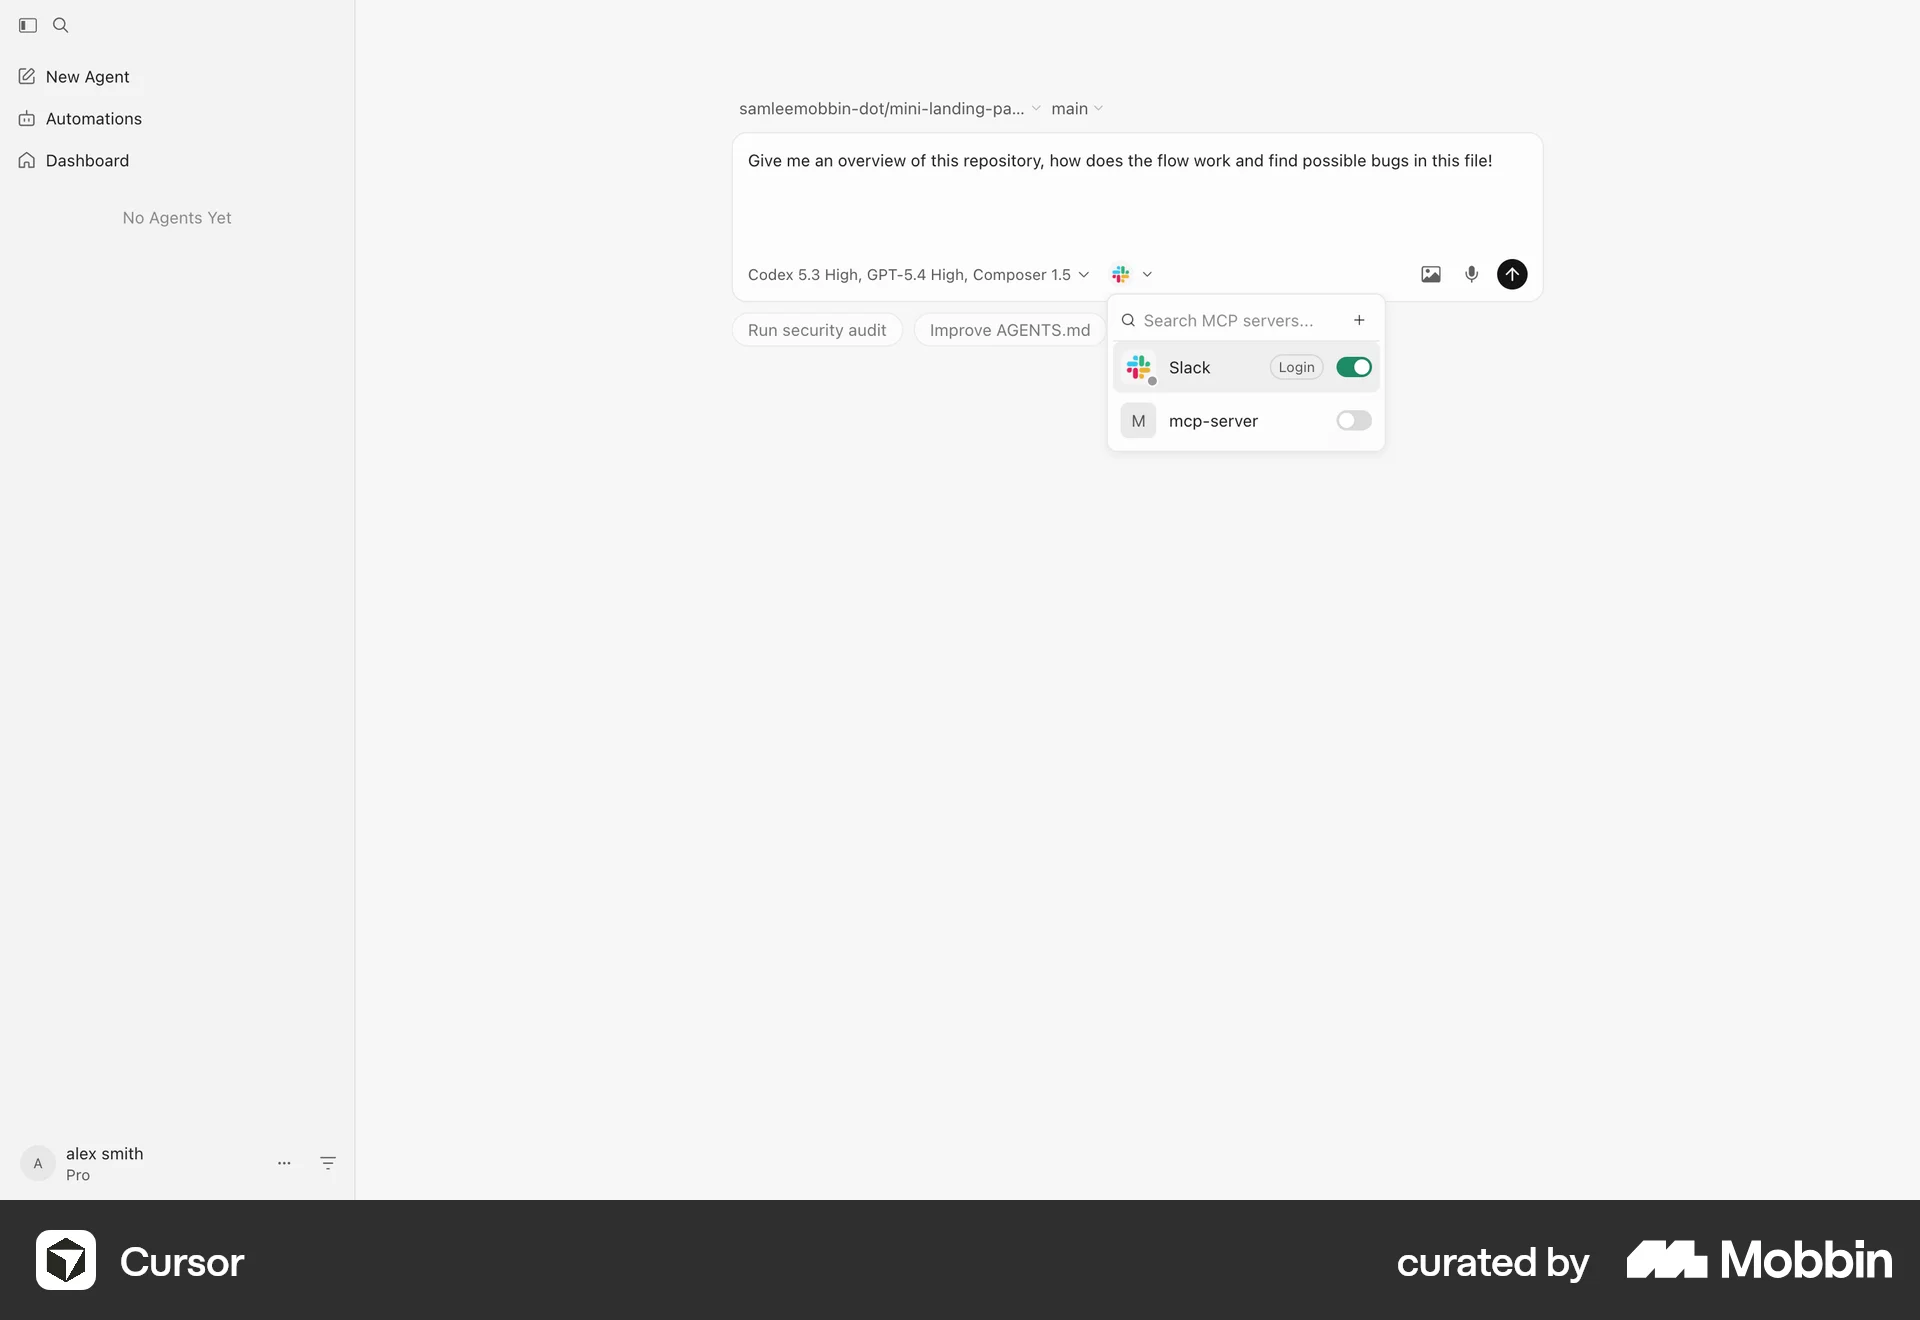 New Agent
Automations
Dashboard
No Agents Yet
samleemobbin-dot/mini-landing-pa... main
Give me an overview of this repository, how does the flow work and find possible bugs in this file!
Codex 5.3 High, GPT-5.4 High, Composer 1.5
Run security audit Improve AGENTS.md
Search MCP servers...
Slack Login
M mcp-server
A alex smith
Pro
Cursor
curated by Mobbin